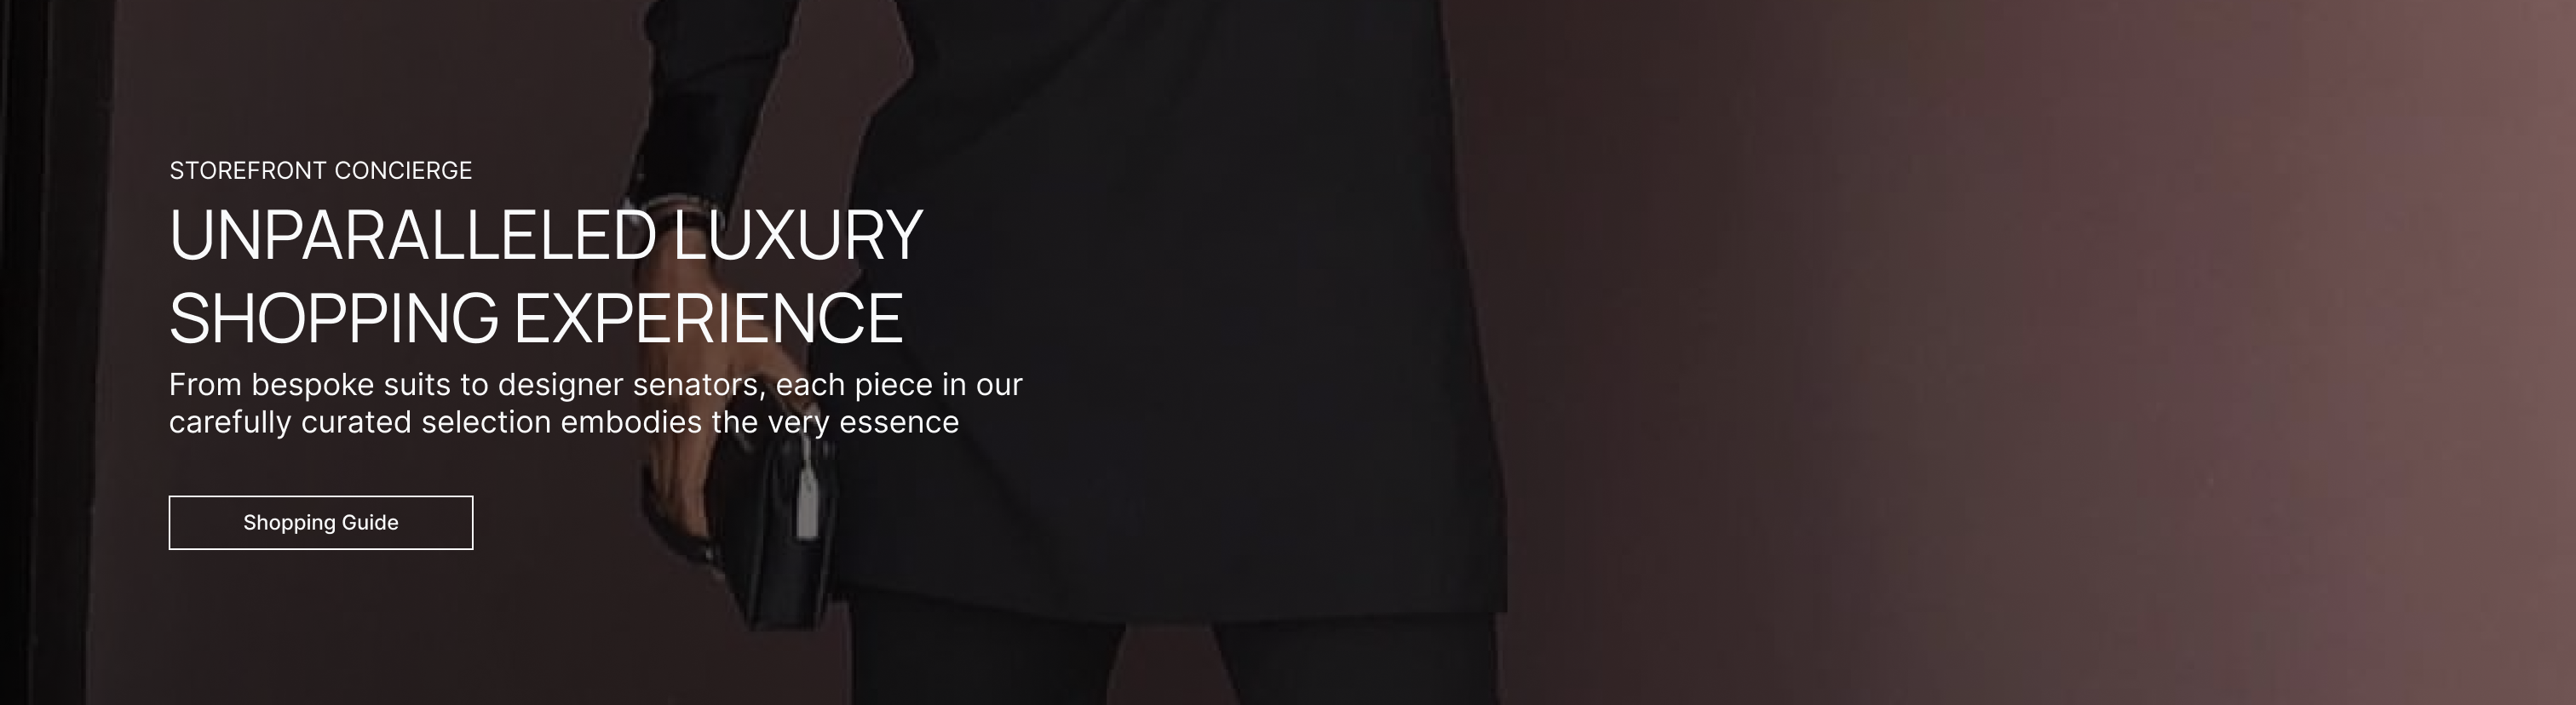 STOREFRONT CONCIERGE
UNPARALLELED LUXURY
SHOPPING EXPERIENCE
From bespoke suits to designer senators, each piece in our
carefully curated selection embodies the very essence
Shopping Guide